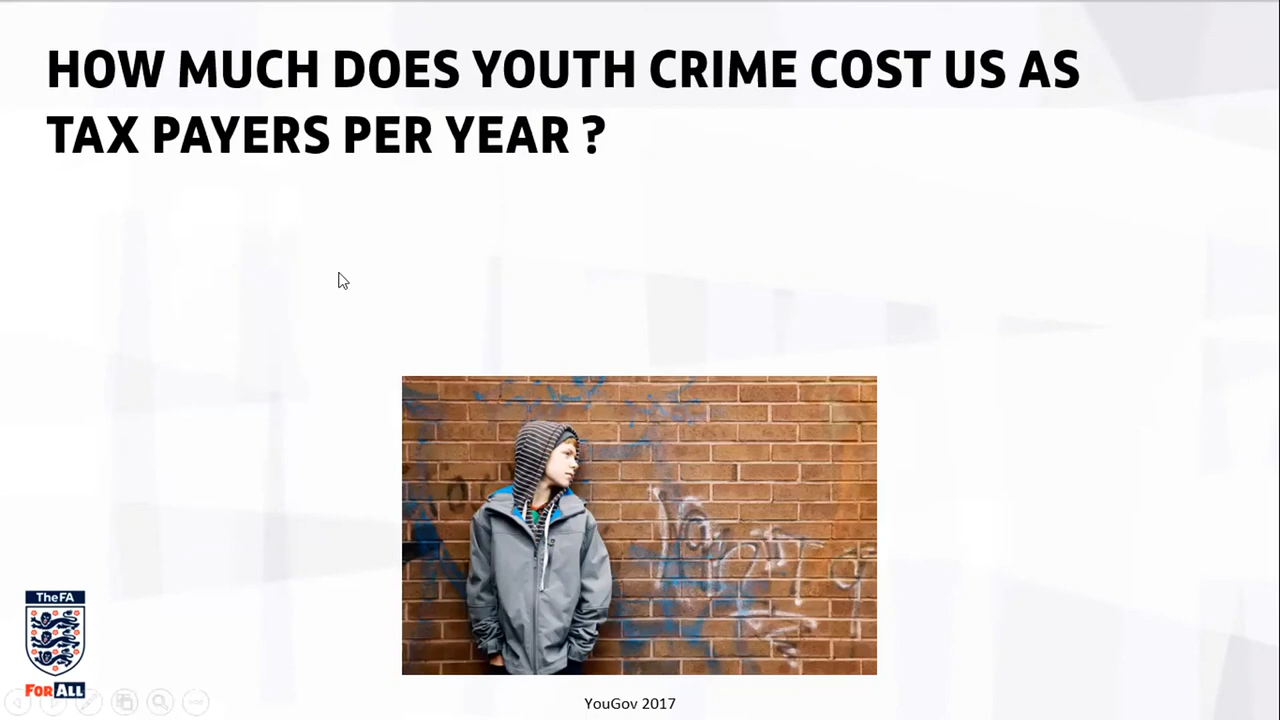 HOW MUCH DOES YOUTH CRIME COST US AS
TAX PAYERS PER YEAR ?
TheFA
FORALL
YouGov 2017